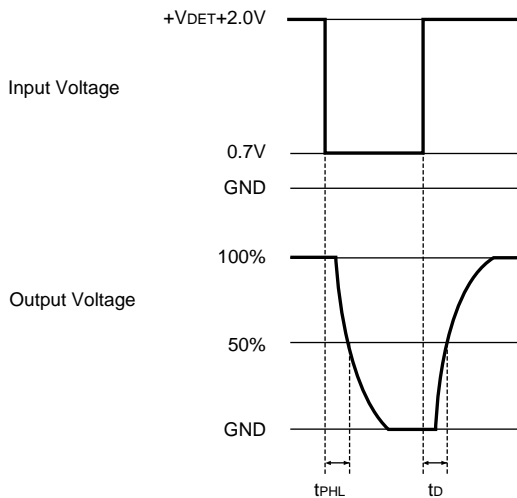 +VDET+2.0V
Input Voltage
0.7V
GND
100%
Output Voltage
50%
GND
tPHL tD